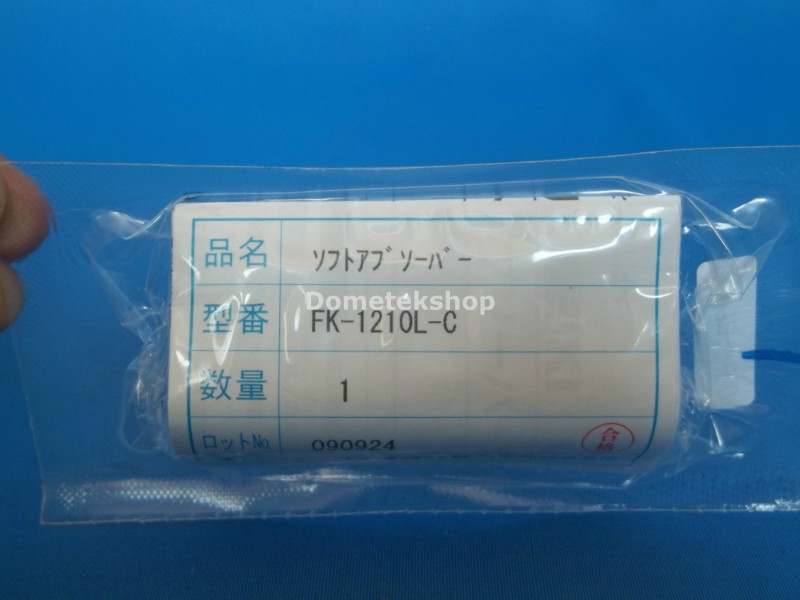 品名 ソフトアブソーバー
型番 FK-1210L-C
Dometekshop
数量 1
ロットNo 090924
合格